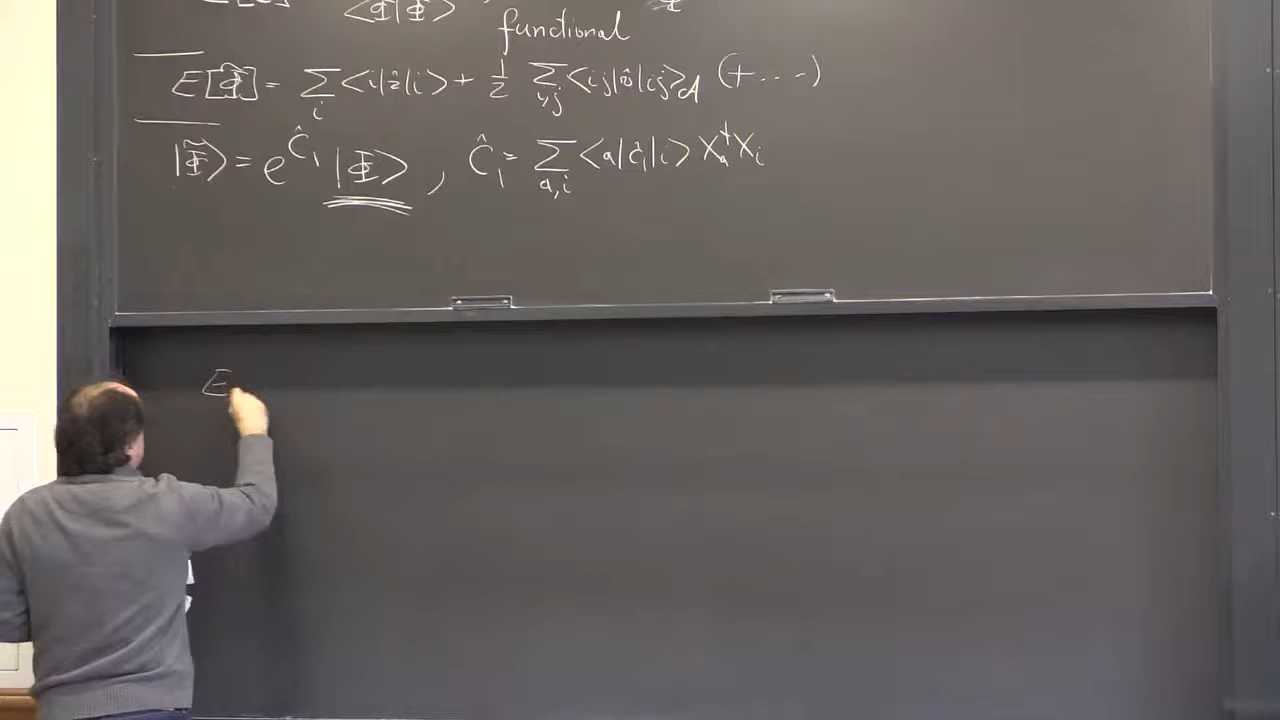 <Φ|Φ>
functional
E[Φ̃] = Σ_i <i|ẑ|i> + 1/2 Σ_{i,j} <ij|v̂|ij>_A (+ ....)
|Φ̃> = e^{Ĉ_1} |Φ> , Ĉ_1 = Σ_{a,i} <a|ĉ_1|i> X_a^† X_i
E